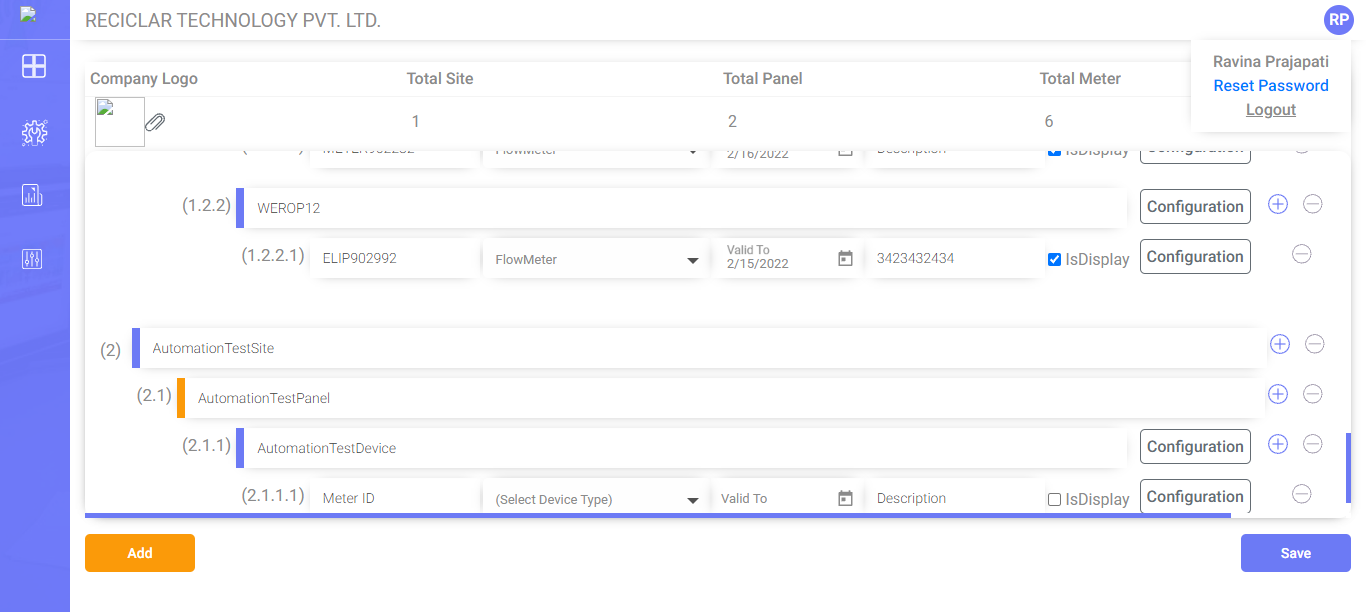 RECICLAR TECHNOLOGY PVT. LTD.
RP
Ravina Prajapati
Reset Password
Logout
Company Logo Total Site Total Panel Total Meter
1 2 6
FlowMeter 2/16/2022 Description IsDisplay Configuration
(1.2.2) WEROP12 Configuration
(1.2.2.1) ELIP902992 FlowMeter Valid To 2/15/2022 3423432434 IsDisplay Configuration
(2) AutomationTestSite
(2.1) AutomationTestPanel
(2.1.1) AutomationTestDevice Configuration
(2.1.1.1) Meter ID (Select Device Type) Valid To Description IsDisplay Configuration
Add Save